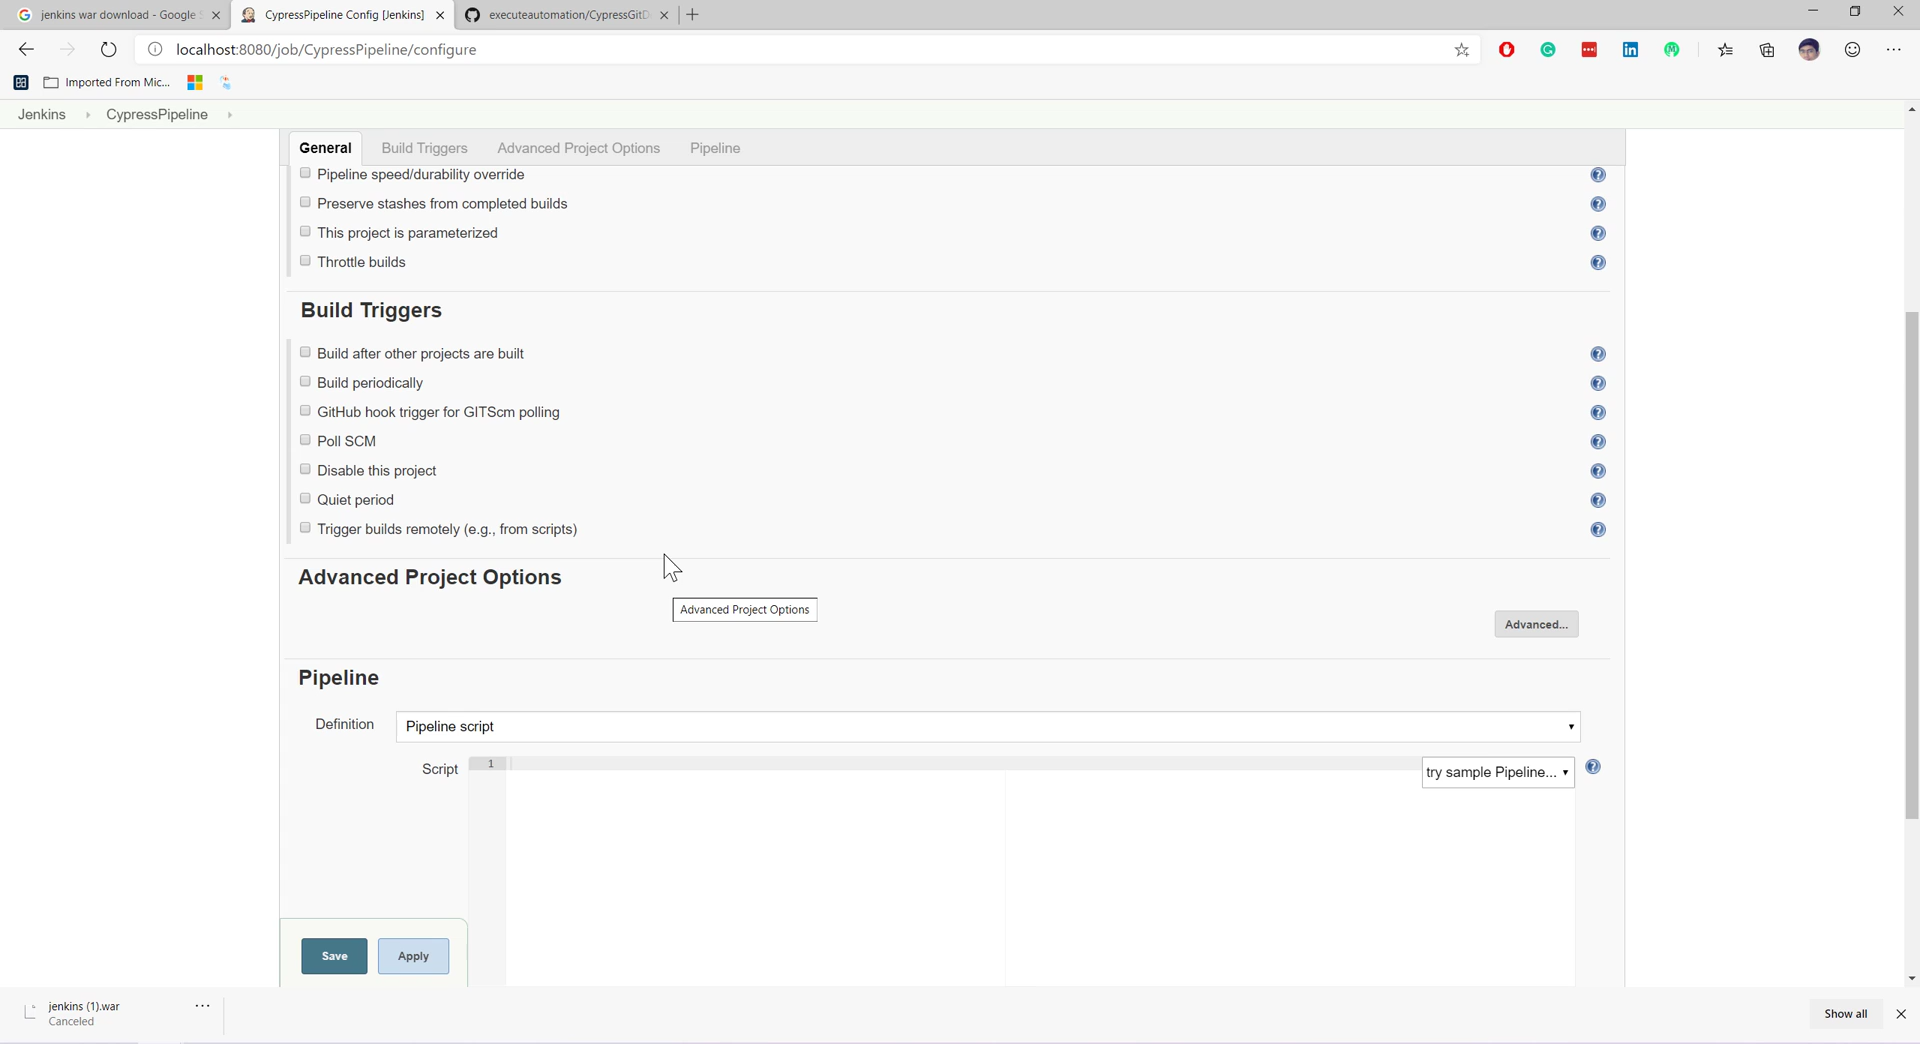 jenkins war download - Google S
CypressPipeline Config [Jenkins]
executeautomation/CypressGitD
localhost:8080/job/CypressPipeline/configure
Imported From Mic...
Jenkins
CypressPipeline
General
Build Triggers
Advanced Project Options
Pipeline
Pipeline speed/durability override
Preserve stashes from completed builds
This project is parameterized
Throttle builds
Build Triggers
Build after other projects are built
Build periodically
GitHub hook trigger for GITScm polling
Poll SCM
Disable this project
Quiet period
Trigger builds remotely (e.g., from scripts)
Advanced Project Options
Advanced Project Options
Advanced...
Pipeline
Definition
Pipeline script
Script
1
try sample Pipeline...
Save
Apply
jenkins (1).war
Canceled
Show all